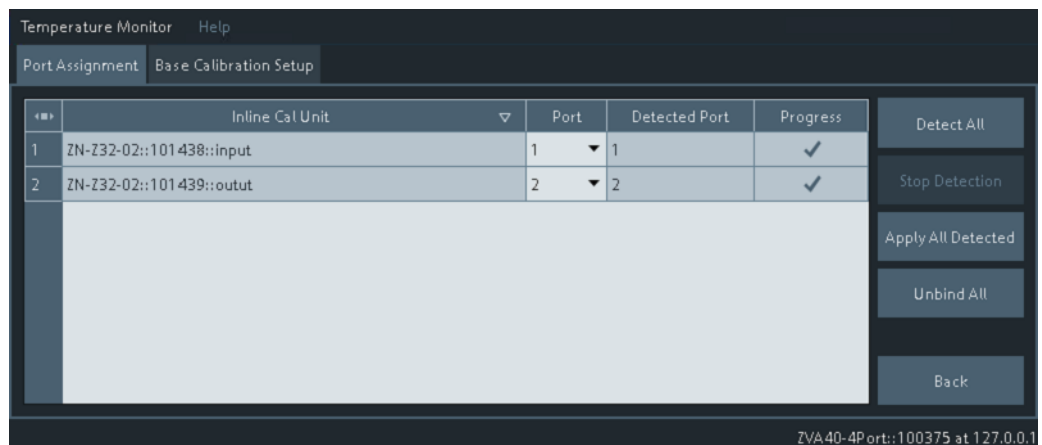 Temperature Monitor Help
Port Assignment Base Calibration Setup
Inline Cal Unit Port Detected Port Progress
1 ZN-Z32-02::101438::input 1 1
2 ZN-Z32-02::101439::outut 2 2
Detect All
Stop Detection
Apply All Detected
Unbind All
Back
ZVA40-4Port::100375 at 127.0.0.1